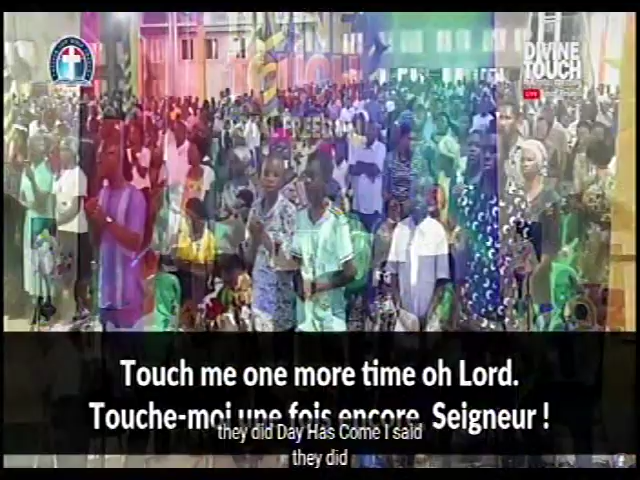 DIVINE
TOUCH
LIVE
TOUCH
FREEDOM
Touch me one more time oh Lord.
Touche-moi une fois encore, Seigneur !
they did Day Has Come I said
they did